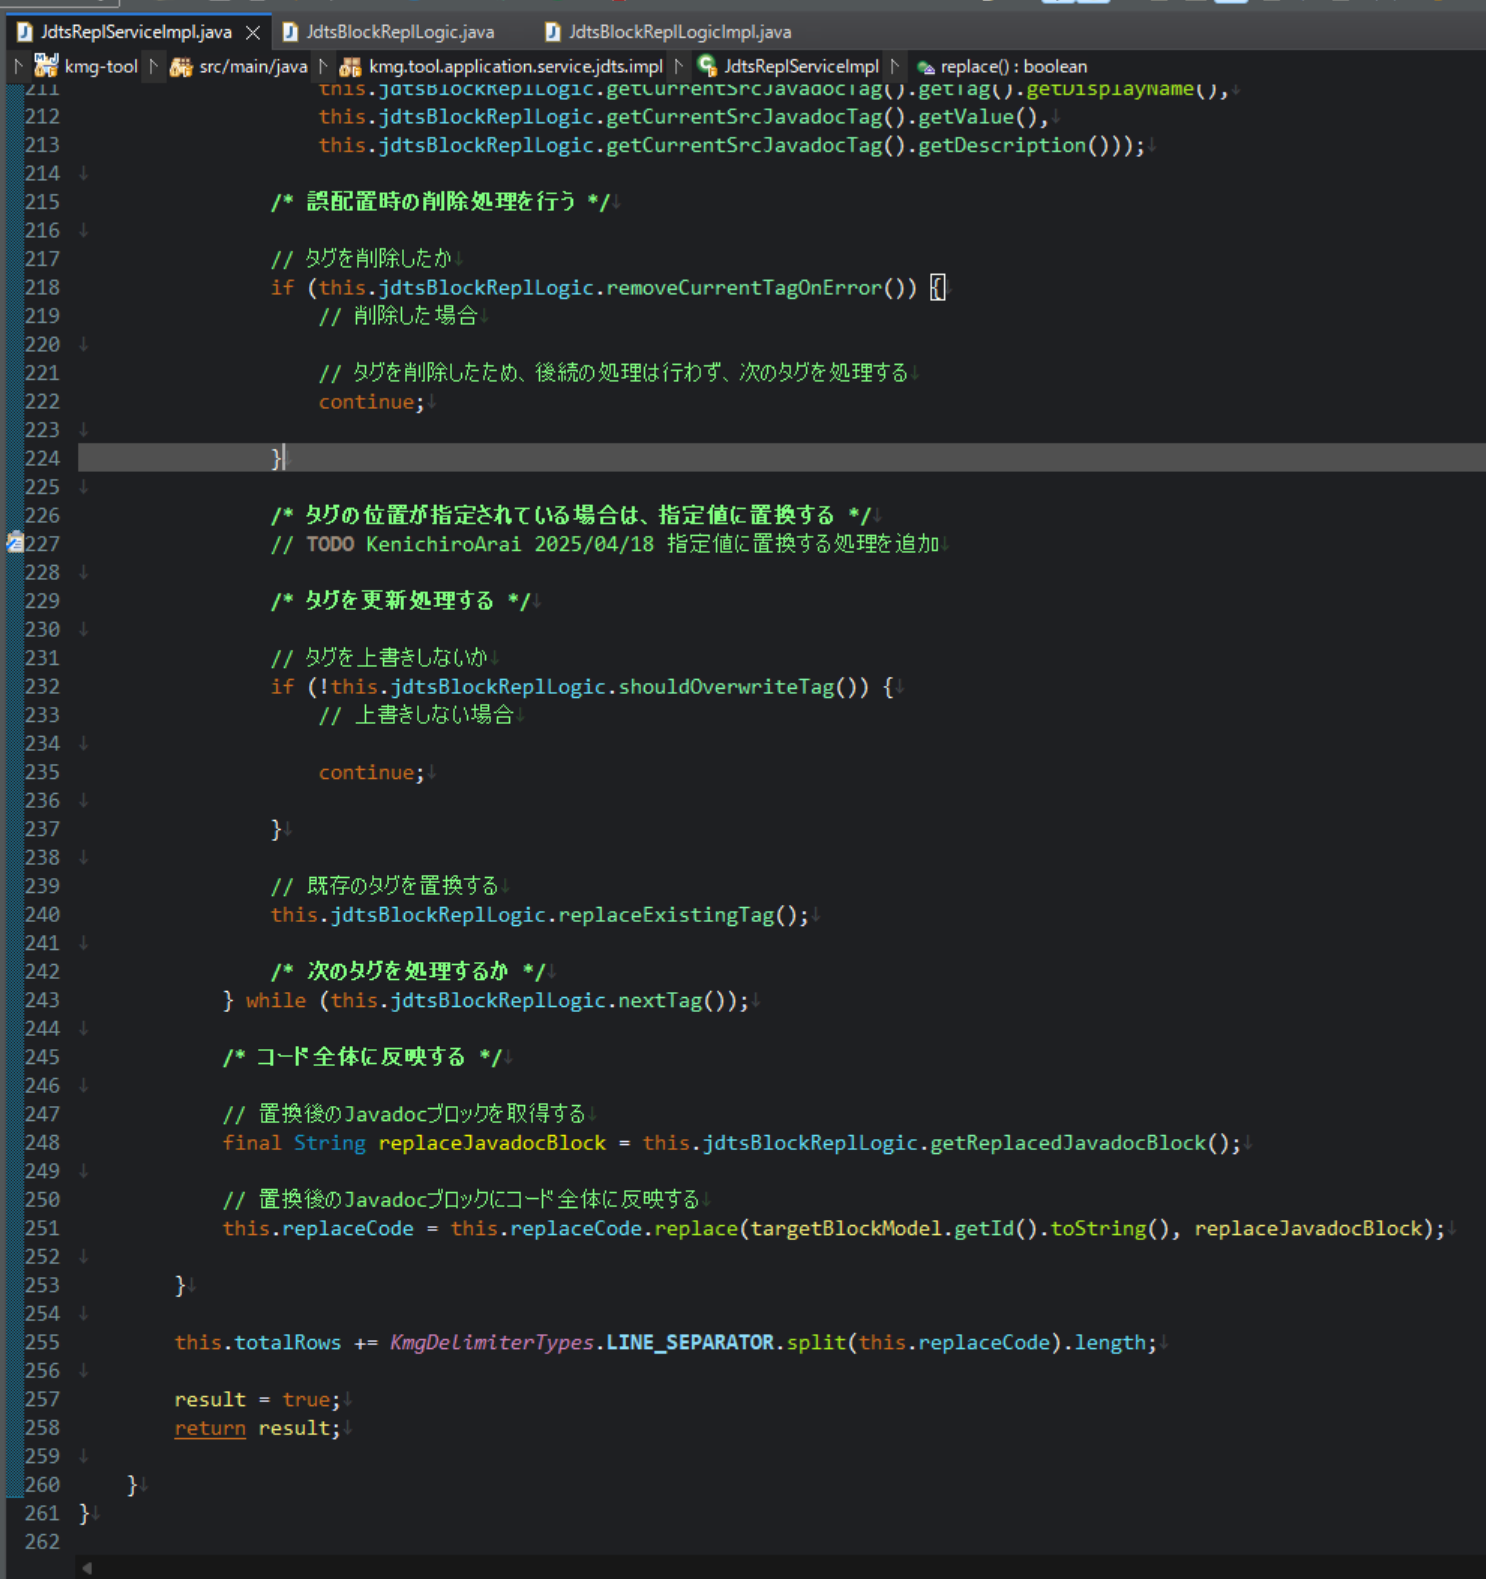 JdtsReplServiceImpl.java
JdtsBlockReplLogic.java
JdtsBlockReplLogicImpl.java
kmg-tool
src/main/java
kmg.tool.application.service.jdts.impl
JdtsReplServiceImpl
replace() : boolean
211 this.jdtsBlockReplLogic.getCurrentSrcJavadocTag().getTag().getDisplayName(),
212 this.jdtsBlockReplLogic.getCurrentSrcJavadocTag().getValue(),
213 this.jdtsBlockReplLogic.getCurrentSrcJavadocTag().getDescription());
214
215 /* 誤配置時の削除処理を行う */
216
217 // タグを削除したか
218 if (this.jdtsBlockReplLogic.removeCurrentTagOnError()) {
219 // 削除した場合
220
221 // タグを削除したため、後続の処理は行わず、次のタグを処理する
222 continue;
223
224 }
225
226 /* タグの位置が指定されている場合は、指定値に置換する */
227 // TODO KenichiroArai 2025/04/18 指定値に置換する処理を追加
228
229 /* タグを更新処理する */
230
231 // タグを上書きしないか
232 if (!this.jdtsBlockReplLogic.shouldOverwriteTag()) {
233 // 上書きしない場合
234
235 continue;
236
237 }
238
239 // 既存のタグを置換する
240 this.jdtsBlockReplLogic.replaceExistingTag();
241
242 /* 次のタグを処理するか */
243 } while (this.jdtsBlockReplLogic.nextTag());
244
245 /* コード全体に反映する */
246
247 // 置換後のJavadocブロックを取得する
248 final String replaceJavadocBlock = this.jdtsBlockReplLogic.getReplacedJavadocBlock();
249
250 // 置換後のJavadocブロックにコード全体に反映する
251 this.replaceCode = this.replaceCode.replace(targetBlockModel.getId().toString(), replaceJavadocBlock);
252
253 }
254
255 this.totalRows += KmgDelimiterTypes.LINE_SEPARATOR.split(this.replaceCode).length;
256
257 result = true;
258 return result;
259
260 }
261 }
262